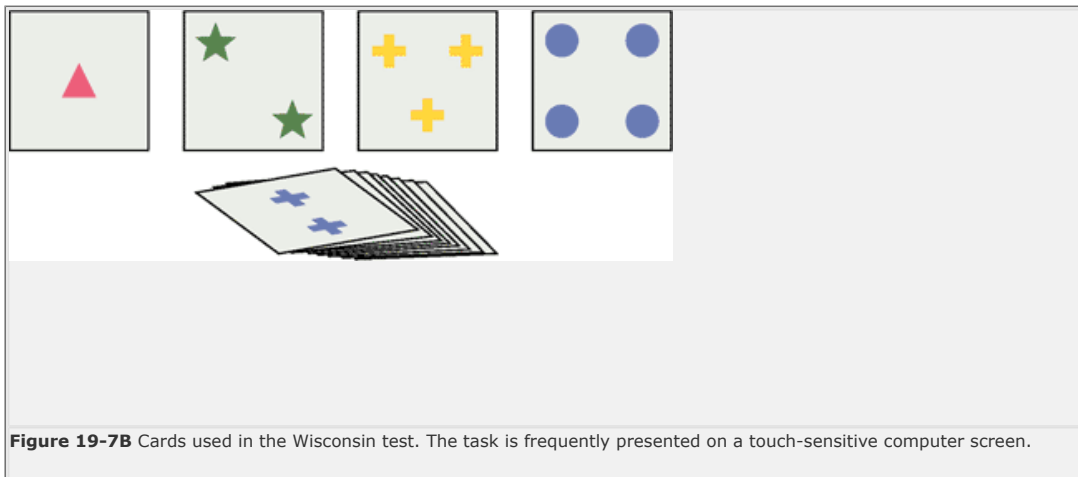 Figure 19-7B Cards used in the Wisconsin test. The task is frequently presented on a touch-sensitive computer screen.